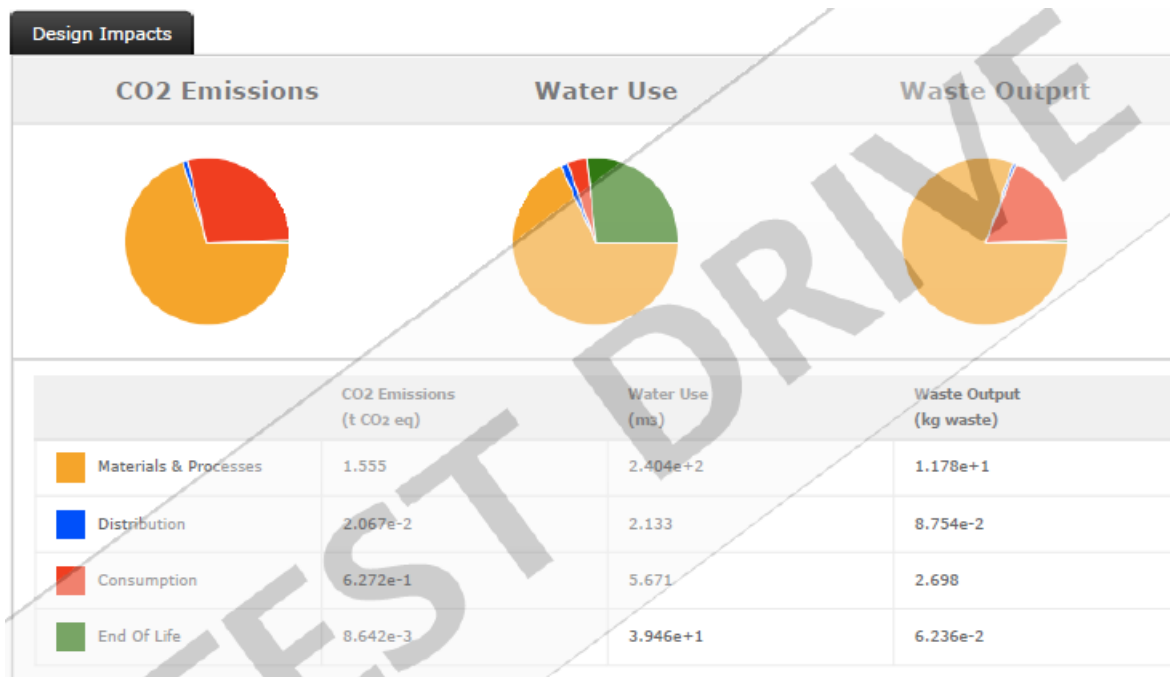 Design Impacts
CO2 Emissions Water Use Waste Output
CO2 Emissions Water Use Waste Output
(t CO2 eq) (m3) (kg waste)
Materials & Processes 1.555 2.404e+2 1.178e+1
Distribution 2.067e-2 2.133 8.754e-2
Consumption 6.272e-1 5.671 2.698
End Of Life 8.642e-3 3.946e+1 6.236e-2
TEST DRIVE